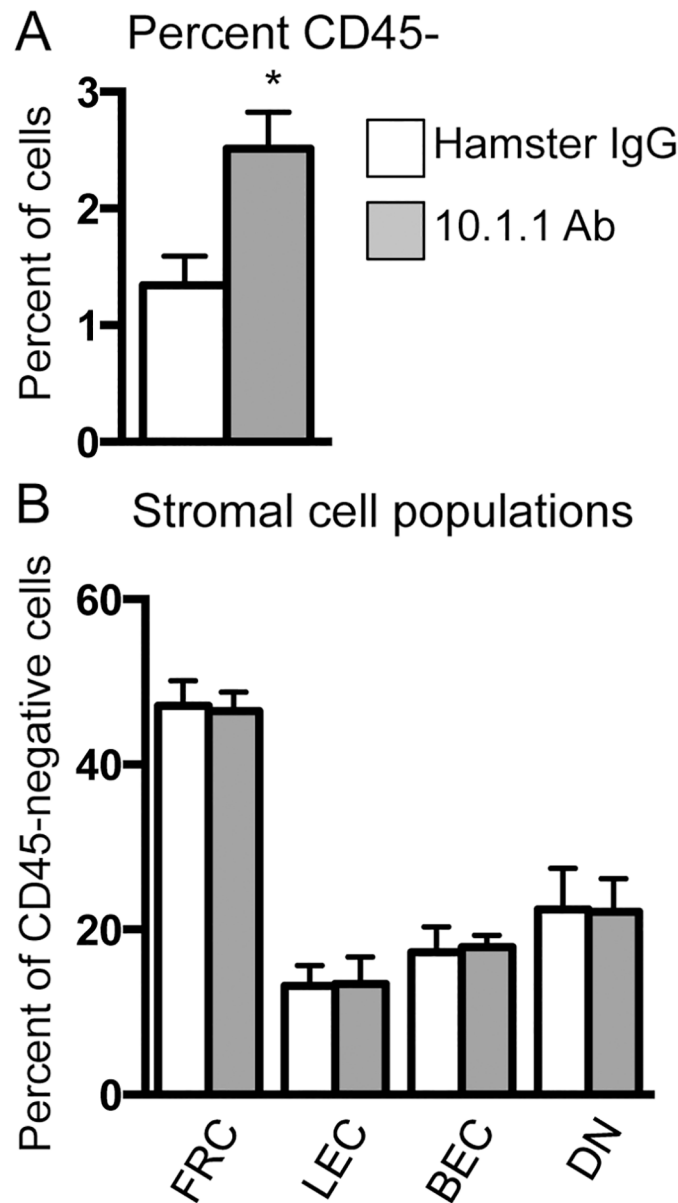 A
Percent CD45-
*
3
2
1
0
Percent of cells
Hamster IgG
10.1.1 Ab
B
Stromal cell populations
Percent of CD45-negative cells
60
40
20
0
FRC
LEC
BEC
DN